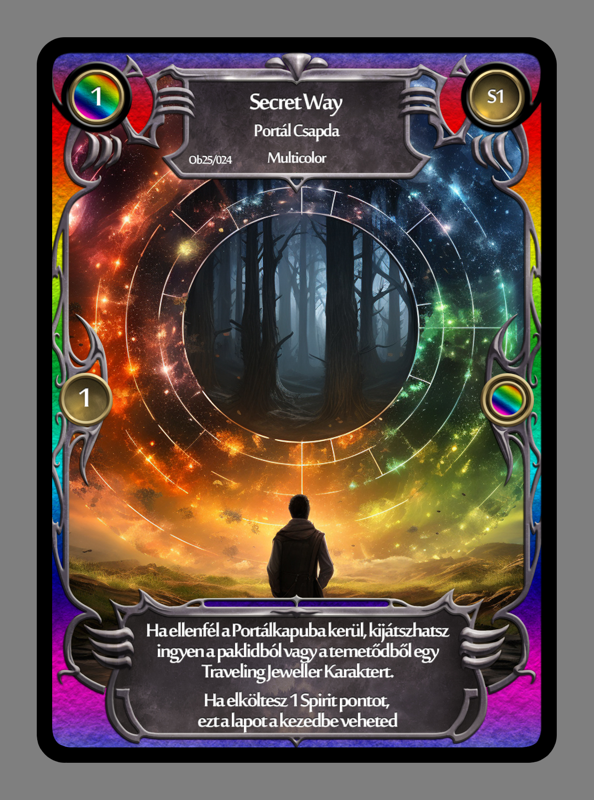 1
S1
Secret Way
Portál Csapda
Ob25/024
Multicolor
1
Ha ellenfél a Portálkapuba kerül, kijátszhatsz
ingyen a paklidból vagy a temetődből egy
Traveling Jeweller Karaktert.
Ha elköltesz 1 Spirit pontot,
ezt a lapot a kezedbe veheted